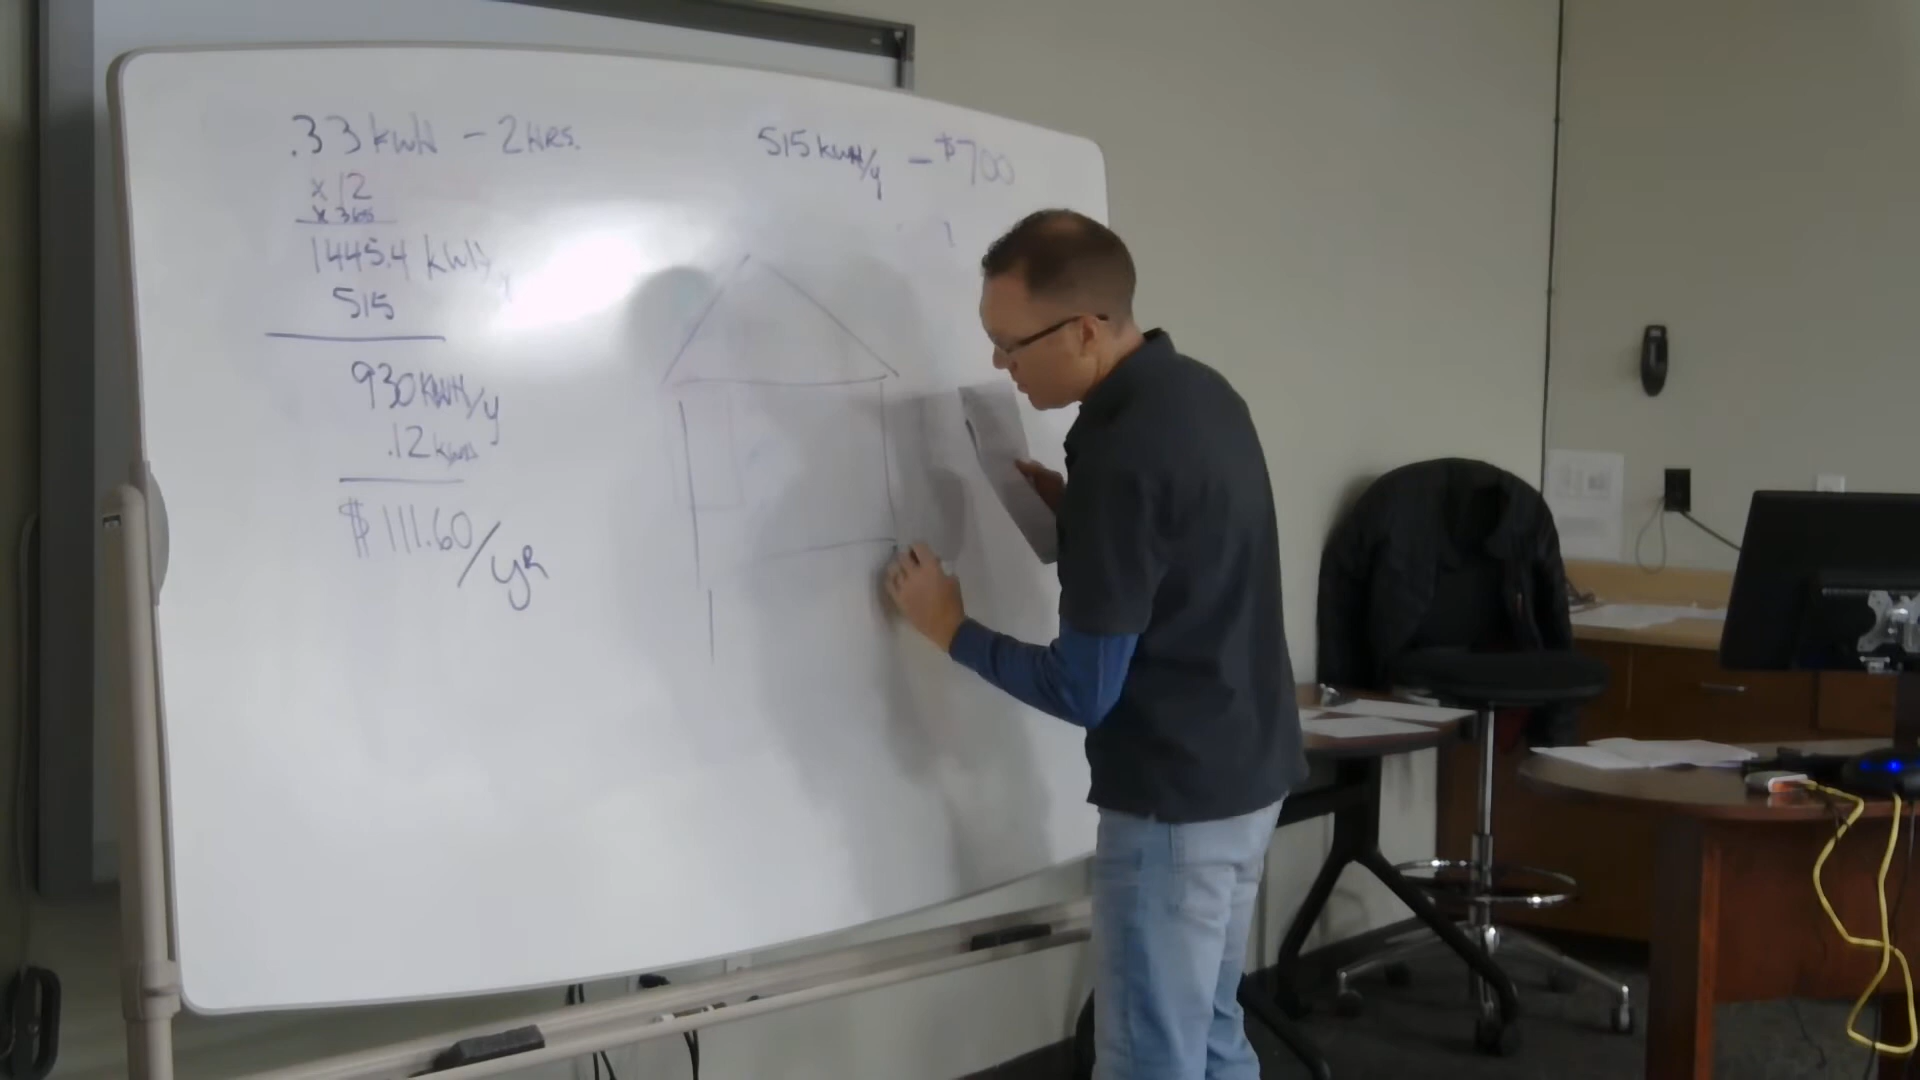 .33 kWH - 2 HRS.
x 12
x 365
1445.4 kWH/y
515
930 KWH/y
.12 kWH
$ 111.60/yR
515 kWH/y - $700